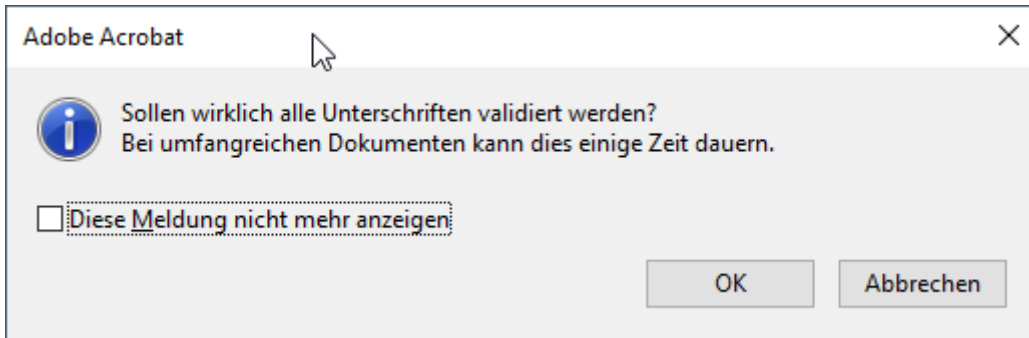 Adobe Acrobat
Sollen wirklich alle Unterschriften validiert werden?
Bei umfangreichen Dokumenten kann dies einige Zeit dauern.
Diese Meldung nicht mehr anzeigen
OK
Abbrechen